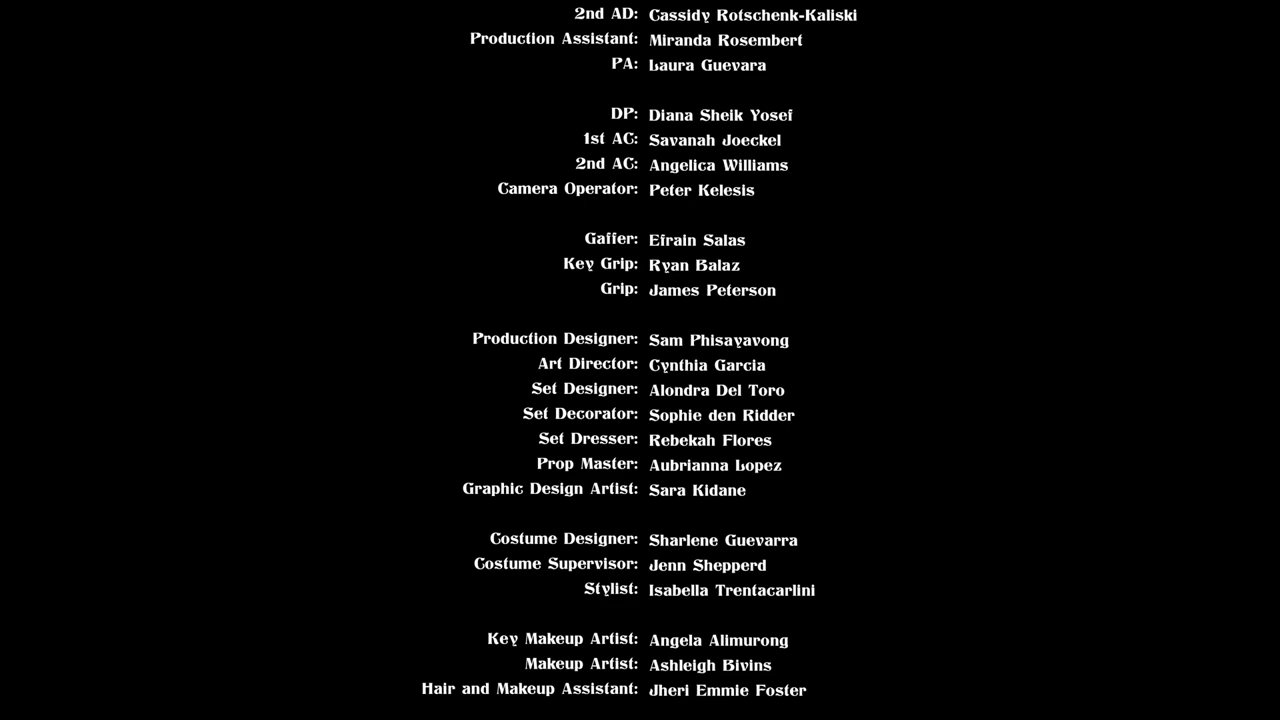 2nd AD: Cassidy Rotschenk-Kaliski
Production Assistant: Miranda Rosembert
PA: Laura Guevara
DP: Diana Sheik Yosef
1st AC: Savanah Joeckel
2nd AC: Angelica Williams
Camera Operator: Peter Kelesis
Gaffer: Efrain Salas
Key Grip: Ryan Balaz
Grip: James Peterson
Production Designer: Sam Phisayavong
Art Director: Cynthia Garcia
Set Designer: Alondra Del Toro
Set Decorator: Sophie den Ridder
Set Dresser: Rebekah Flores
Prop Master: Aubrianna Lopez
Graphic Design Artist: Sara Kidane
Costume Designer: Sharlene Guevarra
Costume Supervisor: Jenn Shepperd
Stylist: Isabella Trentacarlini
Key Makeup Artist: Angela Alimurong
Makeup Artist: Ashleigh Bivins
Hair and Makeup Assistant: Jheri Emmie Foster